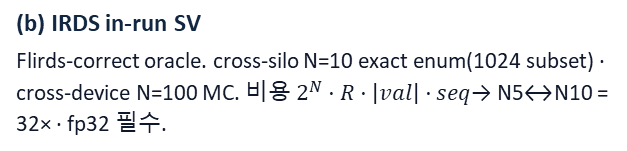 (b) IRDS in-run SV
Flirds-correct oracle. cross-silo N=10 exact enum(1024 subset) ·
cross-device N=100 MC. 비용 2^N · R · |val| · seq→ N5↔N10 =
32× · fp32 필수.